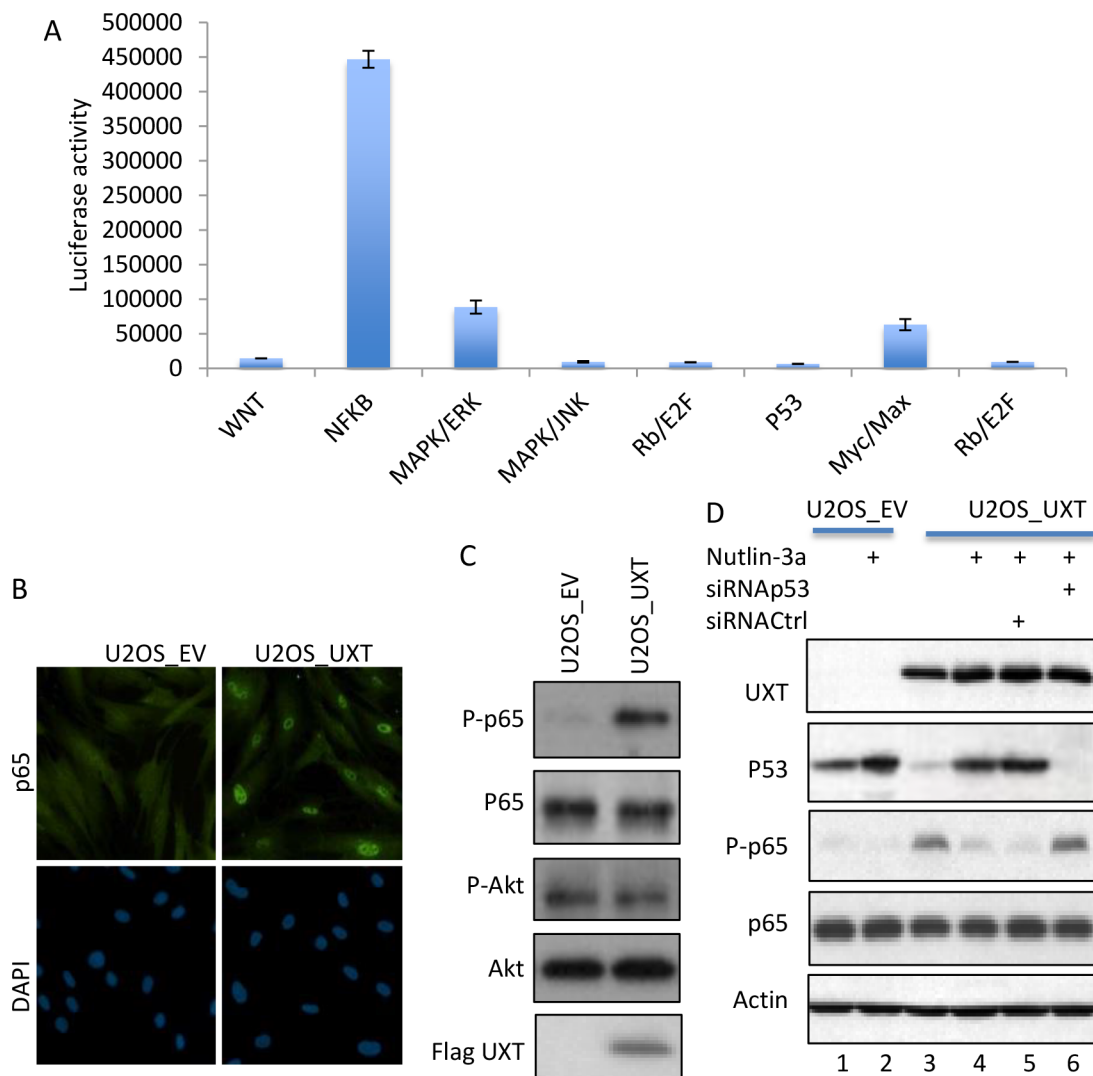 A
Luciferase activity
500000
450000
400000
350000
300000
250000
200000
150000
100000
50000
0
WNT
NFKB
MAPK/ERK
MAPK/JNK
Rb/E2F
P53
Myc/Max
Rb/E2F
B
U2OS_EV U2OS_UXT
p65
DAPI
C
U2OS_EV
U2OS_UXT
P-p65
P65
P-Akt
Akt
Flag UXT
D
U2OS_EV U2OS_UXT
Nutlin-3a + + + +
siRNAp53 +
siRNACtrl +
UXT
P53
P-p65
p65
Actin
1 2 3 4 5 6